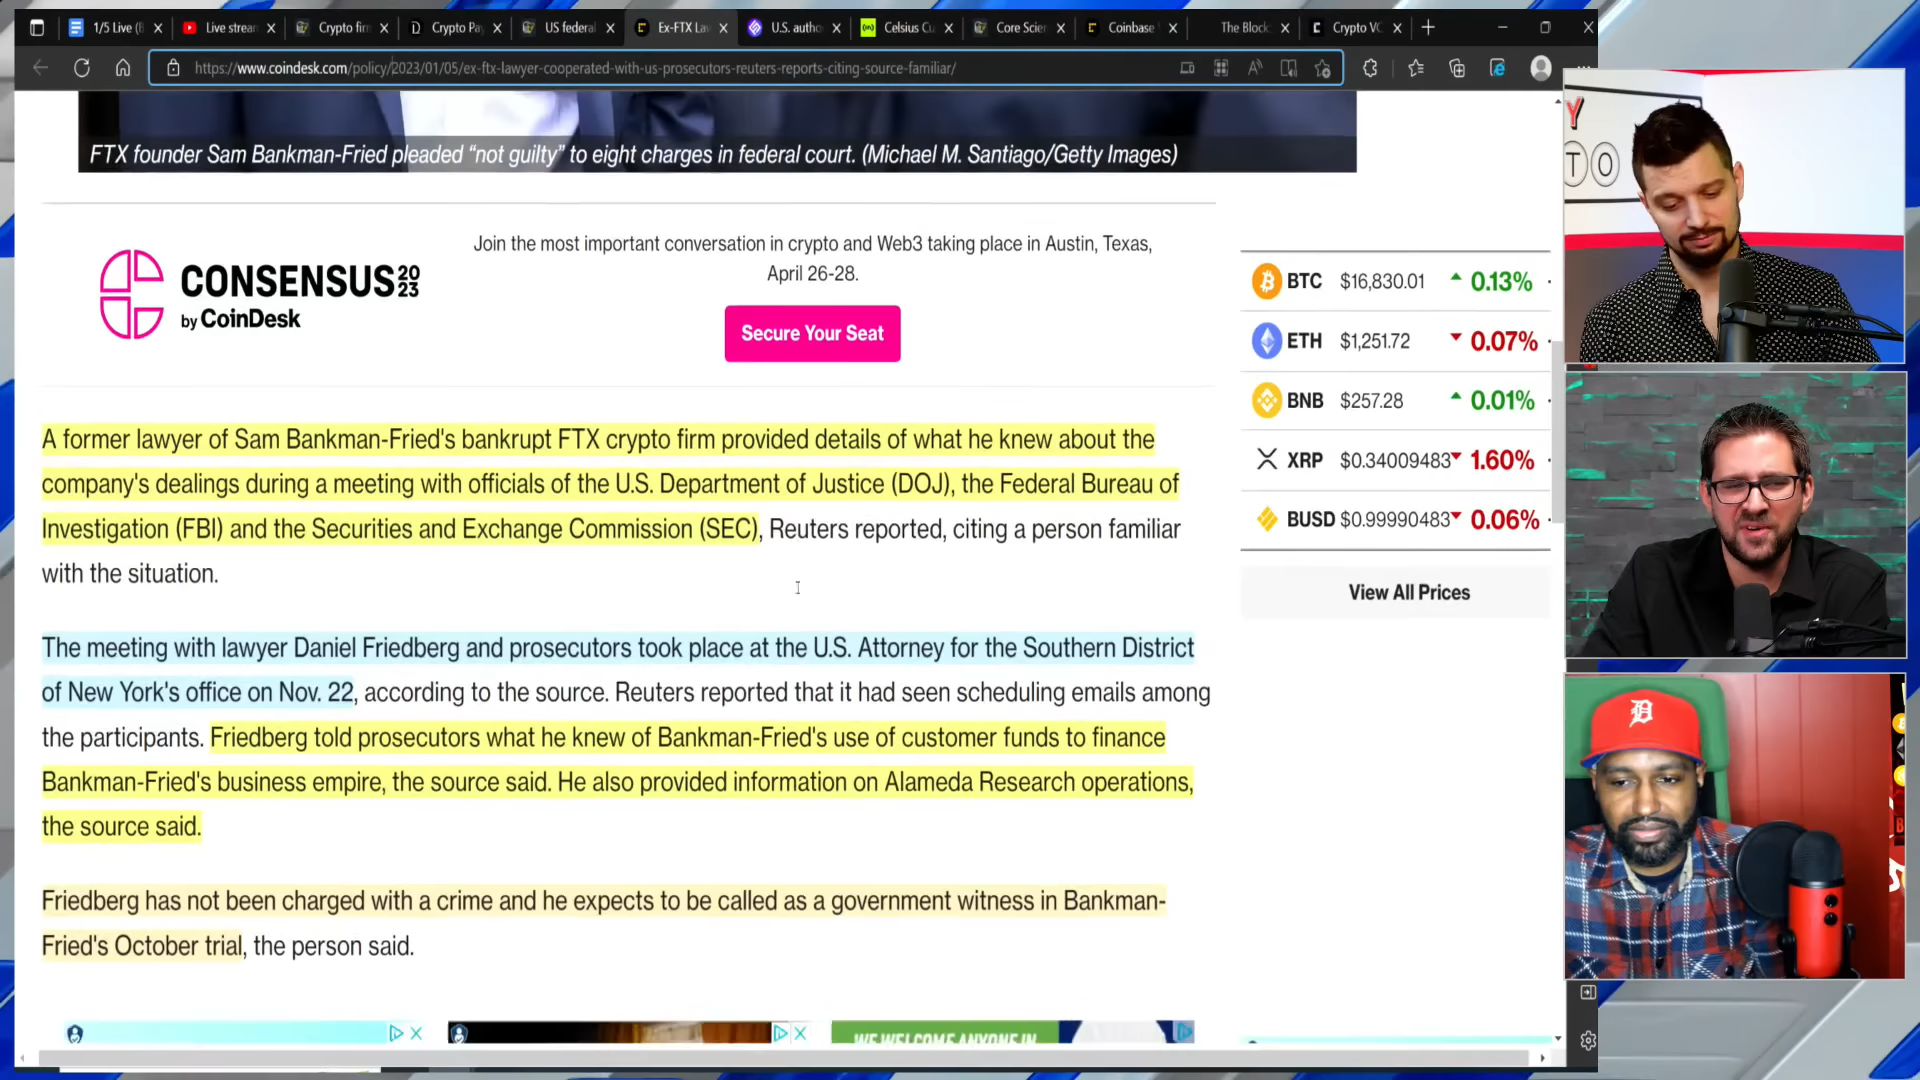 1/5 Live (
Live strean
Crypto firı
Crypto Pa
US federal
Ex-FTX La
U.S. autho
Celsius Cu
Core Scier
Coinbase
The Block
Crypto VC
https://www.coindesk.com/policy/2023/01/05/ex-ftx-lawyer-cooperated-with-us-prosecutors-reuters-reports-citing-source-familiar/
FTX founder Sam Bankman-Fried pleaded “not guilty” to eight charges in federal court. (Michael M. Santiago/Getty Images)
CONSENSUS 2023
by CoinDesk
Join the most important conversation in crypto and Web3 taking place in Austin, Texas,
April 26-28.
Secure Your Seat
BTC $16,830.01 0.13%
ETH $1,251.72 0.07%
BNB $257.28 0.01%
XRP $0.34009483 1.60%
BUSD $0.99990483 0.06%
View All Prices
A former lawyer of Sam Bankman-Fried's bankrupt FTX crypto firm provided details of what he knew about the
company's dealings during a meeting with officials of the U.S. Department of Justice (DOJ), the Federal Bureau of
Investigation (FBI) and the Securities and Exchange Commission (SEC), Reuters reported, citing a person familiar
with the situation.
The meeting with lawyer Daniel Friedberg and prosecutors took place at the U.S. Attorney for the Southern District
of New York's office on Nov. 22, according to the source. Reuters reported that it had seen scheduling emails among
the participants. Friedberg told prosecutors what he knew of Bankman-Fried's use of customer funds to finance
Bankman-Fried's business empire, the source said. He also provided information on Alameda Research operations,
the source said.
Friedberg has not been charged with a crime and he expects to be called as a government witness in Bankman-
Fried's October trial, the person said.
WE WELCOME ANYONE IN
Y
TO
D